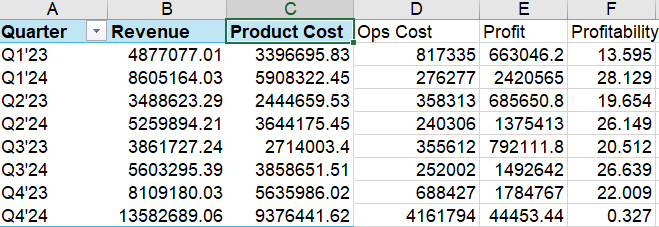 A B C D E F
Quarter Revenue Product Cost Ops Cost Profit Profitability
Q1'23 4877077.01 3396695.83 817335 663046.2 13.595
Q1'24 8605164.03 5908322.45 276277 2420565 28.129
Q2'23 3488623.29 2444659.53 358313 685650.8 19.654
Q2'24 5259894.21 3644175.45 240306 1375413 26.149
Q3'23 3861727.24 2714003.4 355612 792111.8 20.512
Q3'24 5603295.39 3858651.51 252002 1492642 26.639
Q4'23 8109180.03 5635986.02 688427 1784767 22.009
Q4'24 13582689.06 9376441.62 4161794 44453.44 0.327